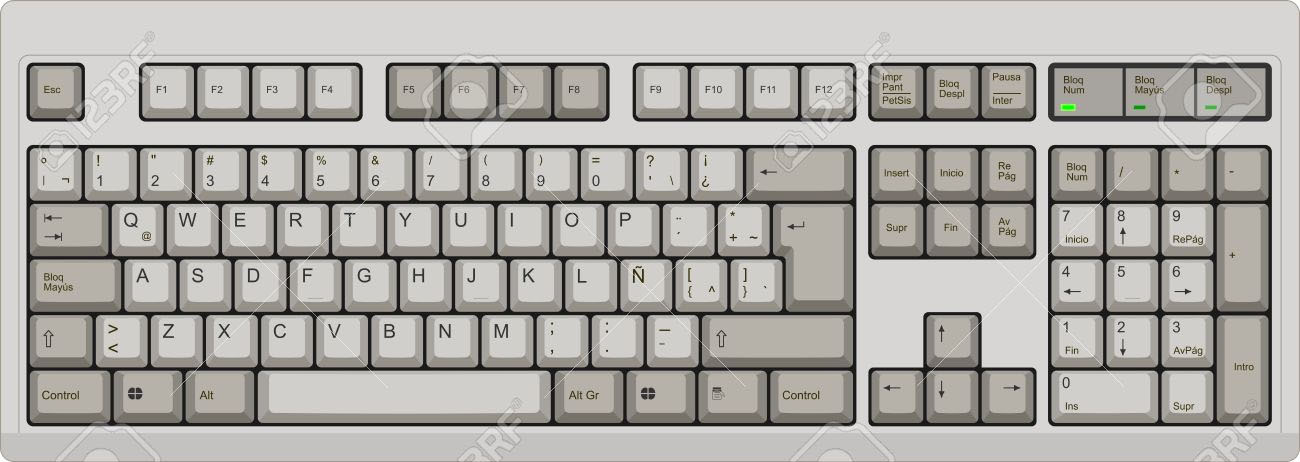 Esc F1 F2 F3 F4 F5 F6 F7 F8 F9 F10 F11 F12
Impr
Pant
PetSis
Bloq
Despl
Pausa
Inter
Bloq
Num
Bloq
Mayús
Bloq
Despl
º ! " # $ % & / ( ) = ? ¡
| ¬ 1 2 3 4 5 6 7 8 9 0 ' \ ¿ ←
Insert Inicio
Re
Pág
Bloq
Num
/ * -
Q W E R T Y U I O P ¨ *
@ ´ + ~
Supr Fin
Av
Pág
7 8 9
inicio ↑ RePág
+
Bloq
Mayús
A S D F G H J K L Ñ [ ]
{ ^ } `
4 5 6
← →
⇧ > Z X C V B N M ; : _ ⇧
< , . -
↑
1 2 3
Fin ↓ AvPág
Intro
Control Alt Alt Gr Control
← ↓ →
0
Ins Supr
123RF